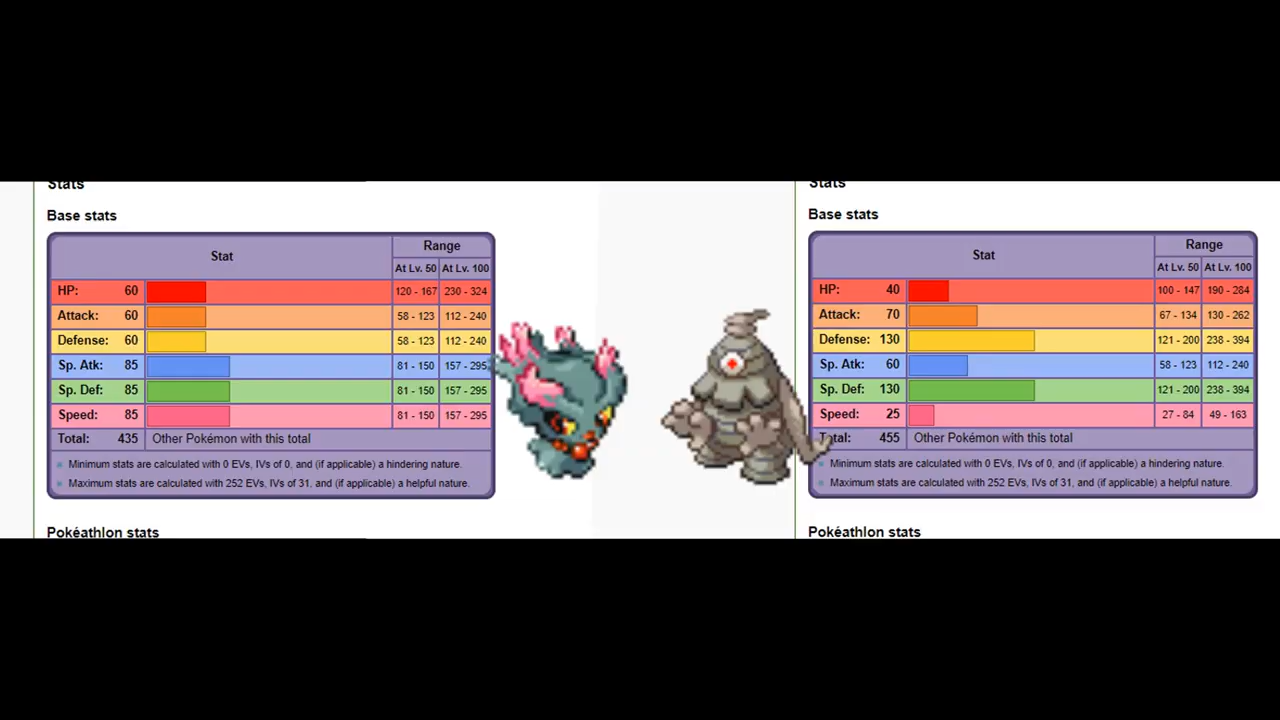 Stats
Base stats
Stat
Range
At Lv. 50 At Lv. 100
HP: 60 120 - 167 230 - 324
Attack: 60 58 - 123 112 - 240
Defense: 60 58 - 123 112 - 240
Sp. Atk: 85 81 - 150 157 - 295
Sp. Def: 85 81 - 150 157 - 295
Speed: 85 81 - 150 157 - 295
Total: 435 Other Pokémon with this total
Minimum stats are calculated with 0 EVs, IVs of 0, and (if applicable) a hindering nature.
Maximum stats are calculated with 252 EVs, IVs of 31, and (if applicable) a helpful nature.
Pokéathlon stats
Stats
Base stats
Stat
Range
At Lv. 50 At Lv. 100
HP: 40 100 - 147 190 - 284
Attack: 70 67 - 134 130 - 262
Defense: 130 121 - 200 238 - 394
Sp. Atk: 60 58 - 123 112 - 240
Sp. Def: 130 121 - 200 238 - 394
Speed: 25 27 - 84 49 - 163
Total: 455 Other Pokémon with this total
Minimum stats are calculated with 0 EVs, IVs of 0, and (if applicable) a hindering nature.
Maximum stats are calculated with 252 EVs, IVs of 31, and (if applicable) a helpful nature.
Pokéathlon stats